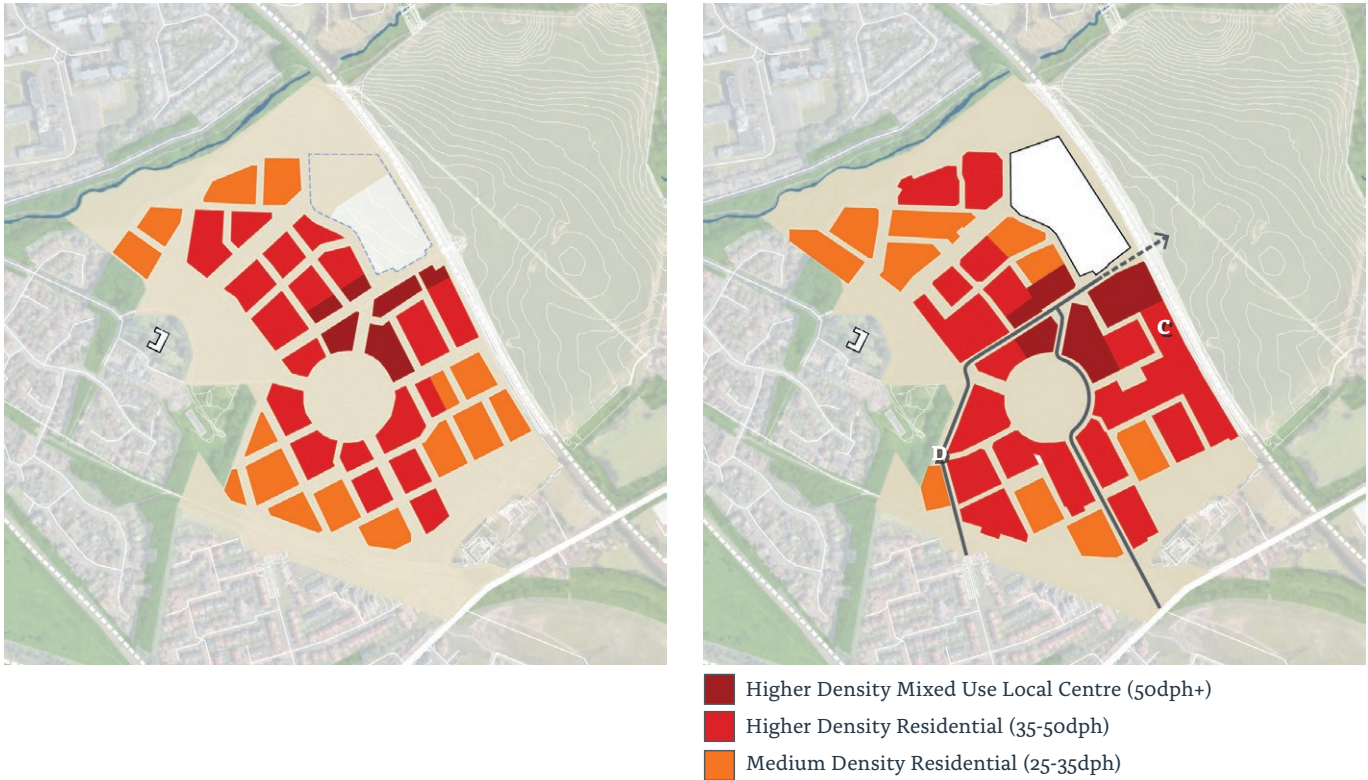 C
D
Higher Density Mixed Use Local Centre (50dph+)
Higher Density Residential (35-50dph)
Medium Density Residential (25-35dph)